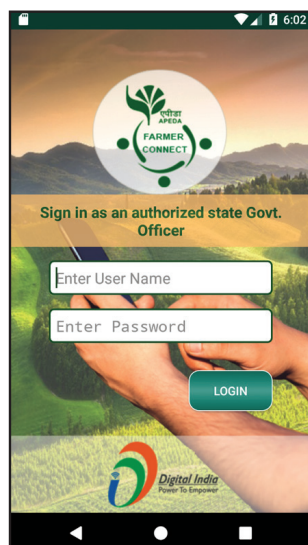 6:02
एपीडा
APEDA
FARMER
CONNECT
Sign in as an authorized state Govt.
Officer
Enter User Name
Enter Password
LOGIN
Digital India
Power To Empower